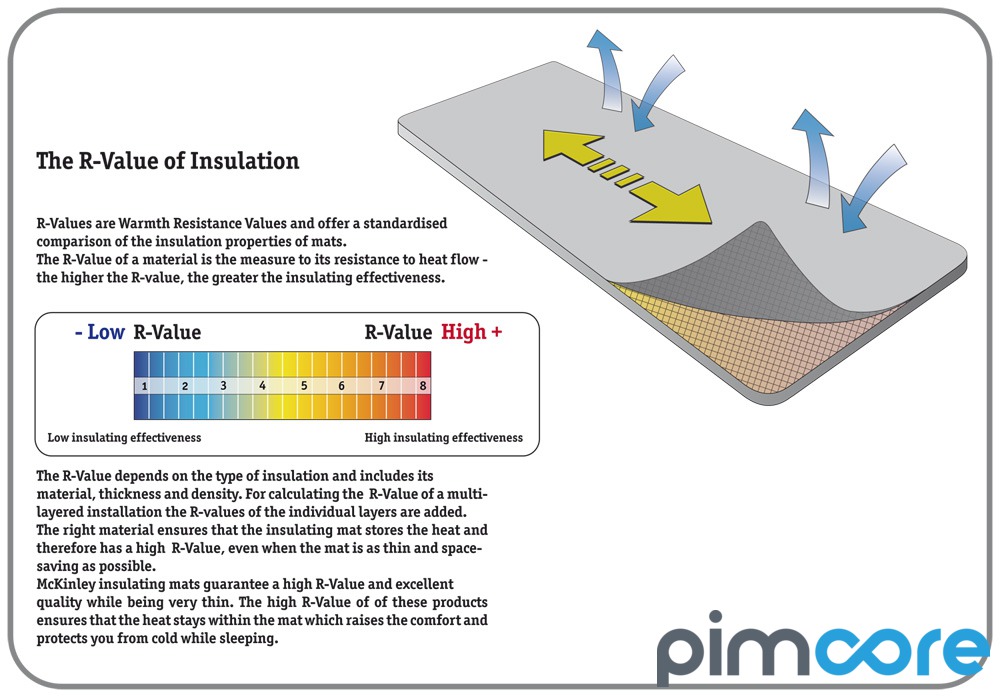 The R-Value of Insulation
R-Values are Warmth Resistance Values and offer a standardised
comparison of the insulation properties of mats.
The R-Value of a material is the measure to its resistance to heat flow -
the higher the R-value, the greater the insulating effectiveness.
- Low R-Value R-Value High +
1 2 3 4 5 6 7 8
Low insulating effectiveness High insulating effectiveness
The R-Value depends on the type of insulation and includes its
material, thickness and density. For calculating the R-Value of a multi-
layered installation the R-values of the individual layers are added.
The right material ensures that the insulating mat stores the heat and
therefore has a high R-Value, even when the mat is as thin and space-
saving as possible.
McKinley insulating mats guarantee a high R-Value and excellent
quality while being very thin. The high R-Value of of these products
ensures that the heat stays within the mat which raises the comfort and
protects you from cold while sleeping.
pimcore